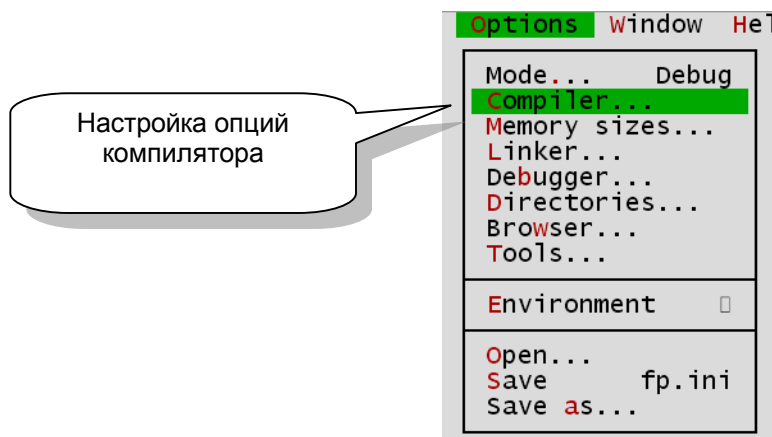 Options Window Hel
Настройка опций
компилятора
Mode... Debug
Compiler...
Memory sizes...
Linker...
Debugger...
Directories...
Browser...
Tools...
Environment
Open...
Save fp.ini
Save as...